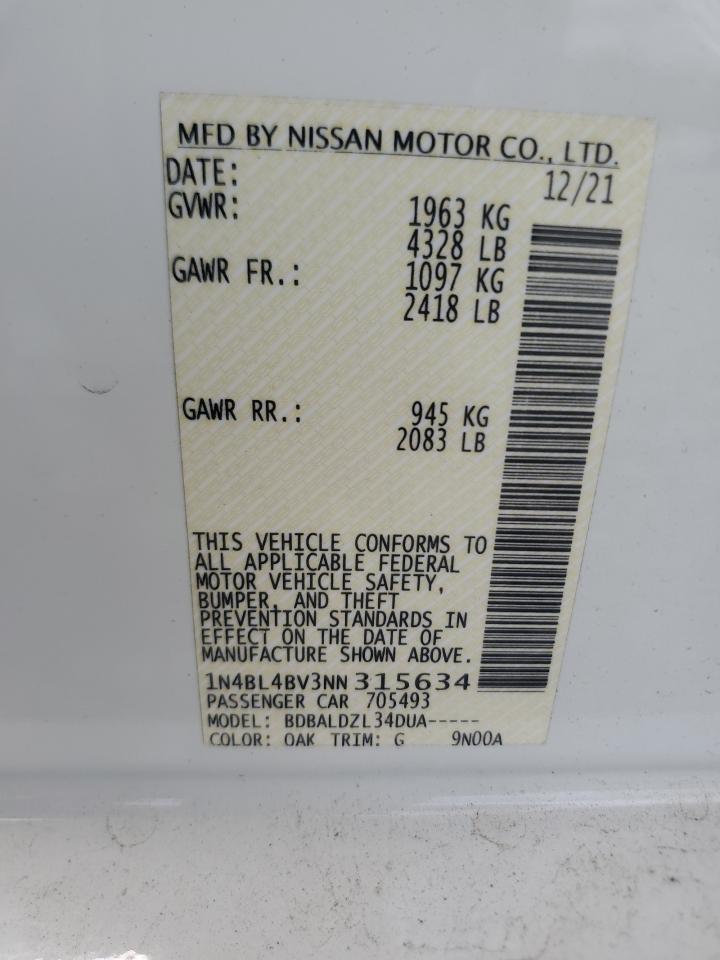 MFD BY NISSAN MOTOR CO., LTD.
DATE: 12/21
GVWR: 1963 KG
4328 LB
GAWR FR.: 1097 KG
2418 LB
GAWR RR.: 945 KG
2083 LB
THIS VEHICLE CONFORMS TO
ALL APPLICABLE FEDERAL
MOTOR VEHICLE SAFETY,
BUMPER, AND THEFT
PREVENTION STANDARDS IN
EFFECT ON THE DATE OF
MANUFACTURE SHOWN ABOVE.
1N4BL4BV3NN315634
PASSENGER CAR 705493
MODEL: BDBALDZL34DUA-----
COLOR: QAK TRIM: G 9N00A